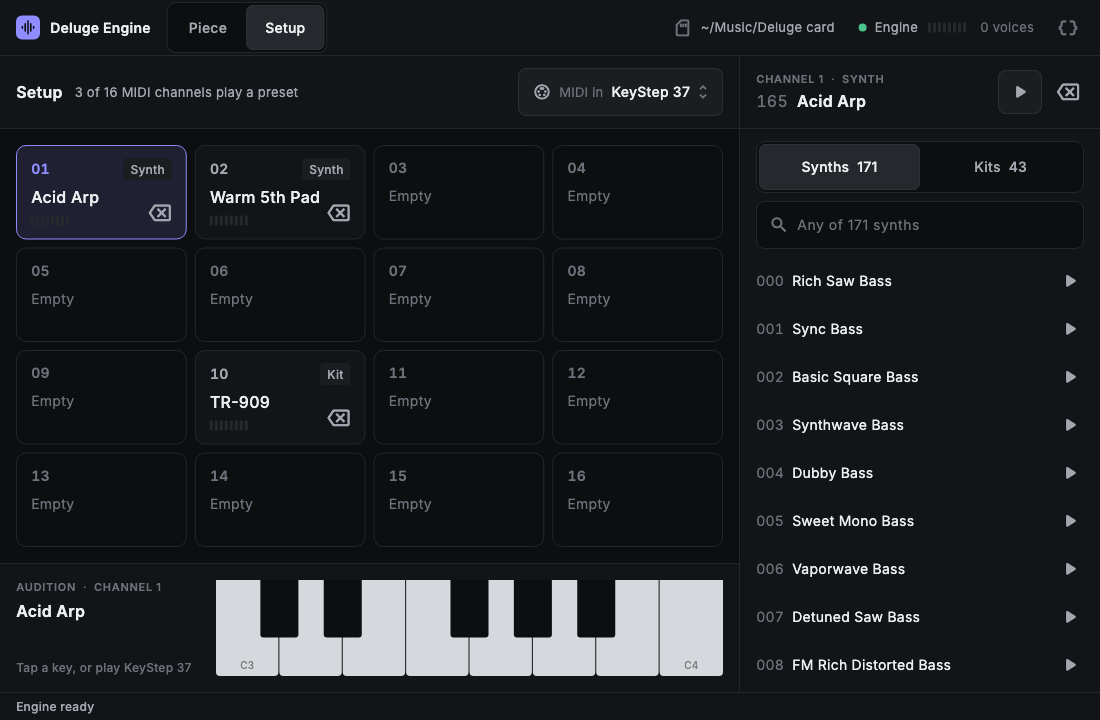 Deluge Engine
Piece
Setup
~/Music/Deluge card
Engine
0 voices
Setup
3 of 16 MIDI channels play a preset
MIDI in KeyStep 37
CHANNEL 1 · SYNTH
165 Acid Arp
01
Synth
Acid Arp
02
Synth
Warm 5th Pad
03
Empty
04
Empty
05
Empty
06
Empty
07
Empty
08
Empty
09
Empty
10
Kit
TR-909
11
Empty
12
Empty
13
Empty
14
Empty
15
Empty
16
Empty
Synths 171
Kits 43
Any of 171 synths
000 Rich Saw Bass
001 Sync Bass
002 Basic Square Bass
003 Synthwave Bass
004 Dubby Bass
005 Sweet Mono Bass
006 Vaporwave Bass
007 Detuned Saw Bass
008 FM Rich Distorted Bass
AUDITION · CHANNEL 1
Acid Arp
Tap a key, or play KeyStep 37
C3
C4
Engine ready